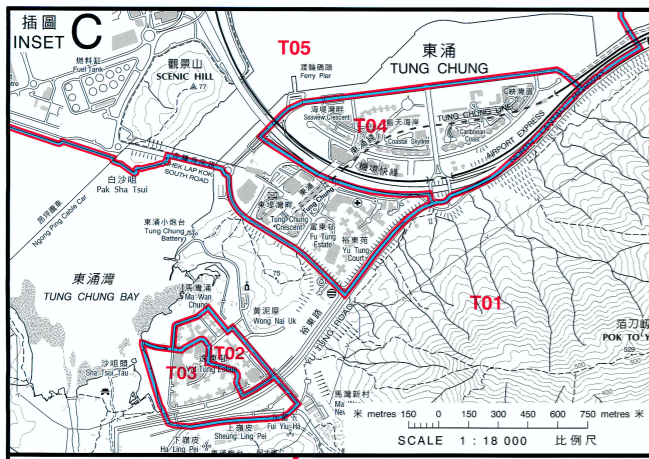 插圖
INSET C
T05
東涌
TUNG CHUNG
燃料缸
Fuel Tank
觀景山
SCENIC HILL
77
渡輪碼頭
Ferry Pier
海堤灣畔
Seaview Crescent
T04
藍天海岸
Coastal Skyline
映灣園
Caribbean Coast
TUNG CHUNG LINE
AIRPORT EXPRESS
機場快綫
CHEK LAP KOK
SOUTH ROAD
白沙咀
Pak Sha Tsui
昂坪纜車
Ngong Ping Cable Car
東堤灣畔
Tung Chung
Crescent
東涌
Tung Chung
富東邨
Fu Tung
Estate
裕東苑
Yu Tung
Court
東涌小炮台
Tung Chung
Battery
75
東涌灣
TUNG CHUNG BAY
馬灣涌
Ma Wan
Chung
黃泥屋
Wong Nai Uk
裕東路
YU TUNG ROAD
T01
POK TO Y
529
500
400
T02
逸東邨
Yat Tung Estate
T03
沙咀頭
Sha Tsui Tau
馬灣新村
Fui Yiu Ha
上嶺皮
Sheung Ling Pei
下嶺皮
Ha Ling Pei
米 metres 150 0 150 300 450 600 750 metres 米
SCALE 1 : 18 000 比例尺